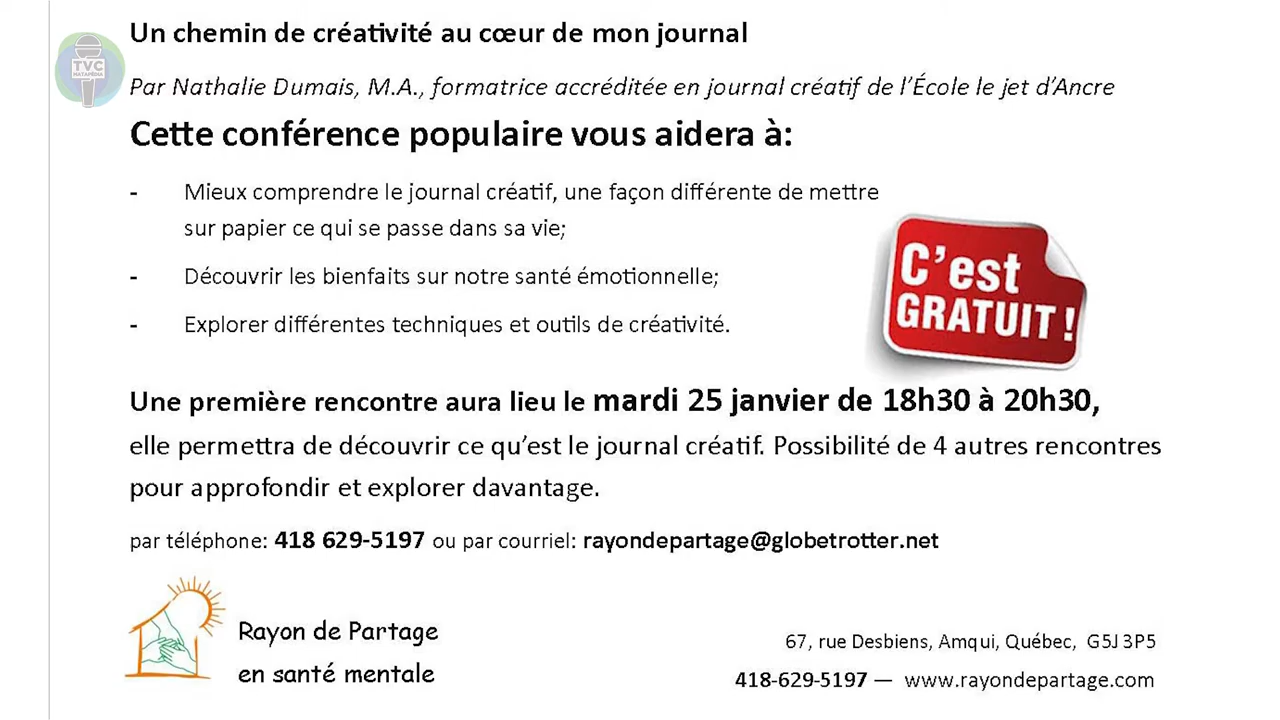 Un chemin de créativité au cœur de mon journal
TVC
MATAPÉDIA
Par Nathalie Dumais, M.A., formatrice accréditée en journal créatif de l'École le jet d'Ancre
Cette conférence populaire vous aidera à:
- Mieux comprendre le journal créatif, une façon différente de mettre
sur papier ce qui se passe dans sa vie;
- Découvrir les bienfaits sur notre santé émotionnelle;
- Explorer différentes techniques et outils de créativité.
C'est
GRATUIT !
Une première rencontre aura lieu le mardi 25 janvier de 18h30 à 20h30,
elle permettra de découvrir ce qu'est le journal créatif. Possibilité de 4 autres rencontres
pour approfondir et explorer davantage.
par téléphone: 418 629-5197 ou par courriel: rayondepartage@globetrotter.net
Rayon de Partage
en santé mentale
67, rue Desbiens, Amqui, Québec, G5J 3P5
418-629-5197 — www.rayondepartage.com